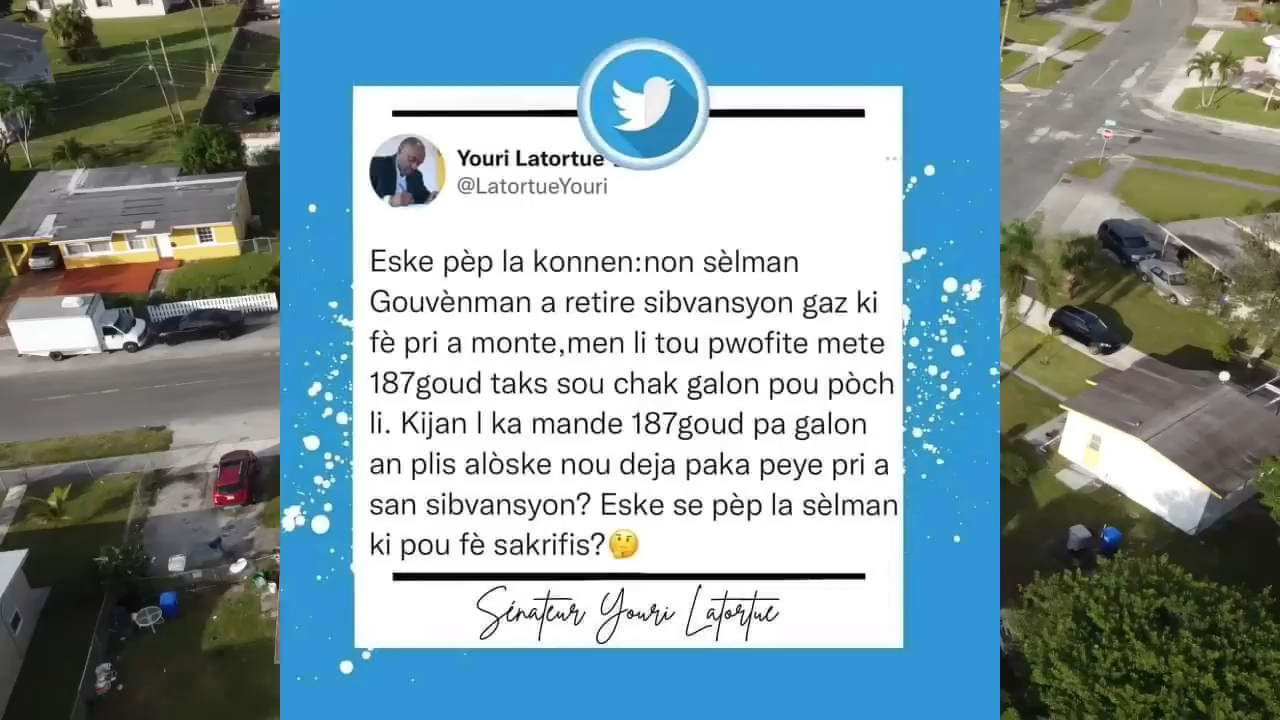 Youri Latortue
@LatortueYouri
Eske pèp la konnen:non sèlman
Gouvènman a retire sibvansyon gaz ki
fè pri a monte,men li tou pwofite mete
187goud taks sou chak galon pou pòch
li. Kijan l ka mande 187goud pa galon
an plis alòske nou deja paka peye pri a
san sibvansyon? Eske se pèp la sèlman
ki pou fè sakrifis?🤔
Sénateur Youri Latortue